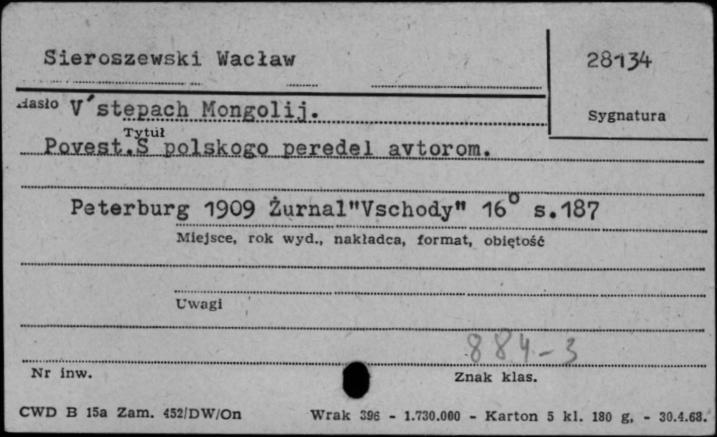 Sieroszewski Wacław
28134
Hasło V'stepach Mongolij.
Sygnatura
Tytuł
Povest.S polskogo peredel avtorom.
Peterburg 1909 Żurnal"Vschody" 16° s.187
Miejsce, rok wyd., nakładca, format, objętość
Uwagi
884-3
Nr inw.
Znak klas.
CWD B 15a Zam. 452/DW/On Wrak 396 - 1.730.000 - Karton 5 kl. 180 g. - 30.4.68.